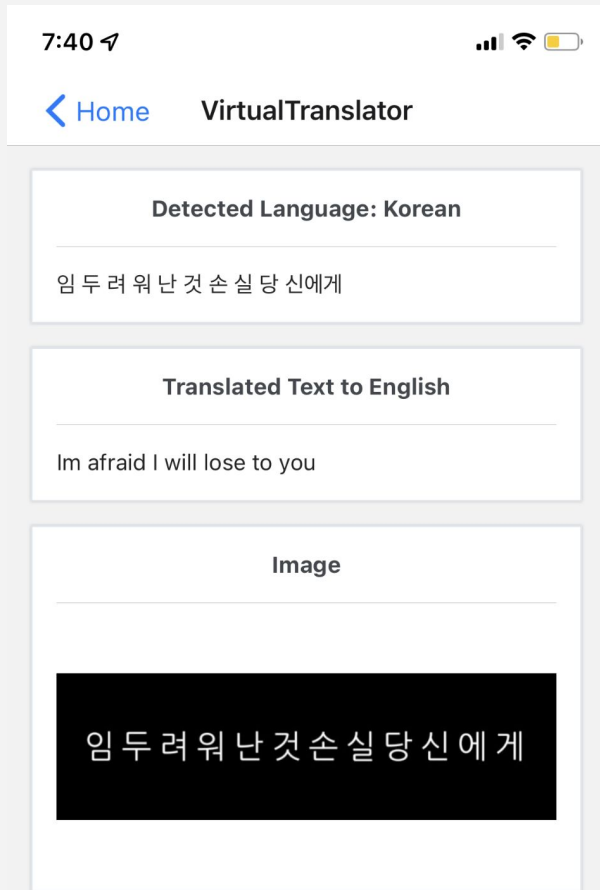 7:40
Home VirtualTranslator
Detected Language: Korean
임 두 려 워 난 것 손 실 당 신에게
Translated Text to English
Im afraid I will lose to you
Image
임 두 려 워 난 것 손 실 당 신 에 게